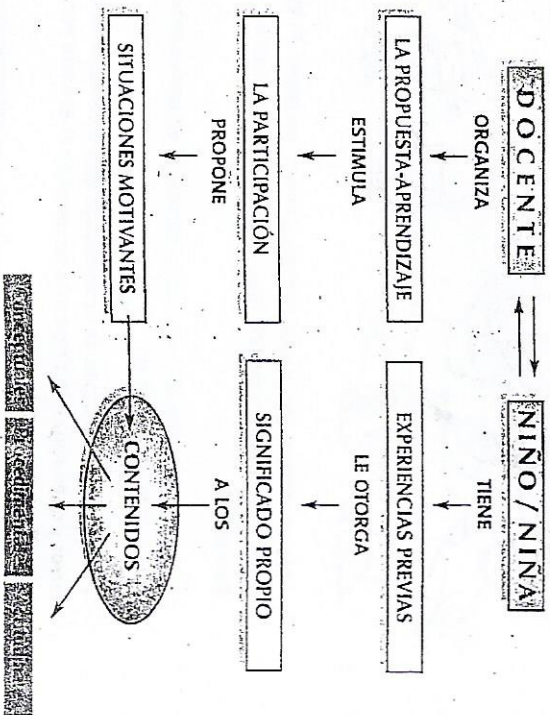 DOCENTE
ORGANIZA
LA PROPUESTA-APRENDIZAJE
ESTIMULA
LA PARTICIPACIÓN
PROPONE
SITUACIONES MOTIVANTES
NIÑO/NIÑA
TIENE
EXPERIENCIAS PREVIAS
LE OTORGA
SIGNIFICADO PROPIO
A LOS
CONTENIDOS
Conceptuales